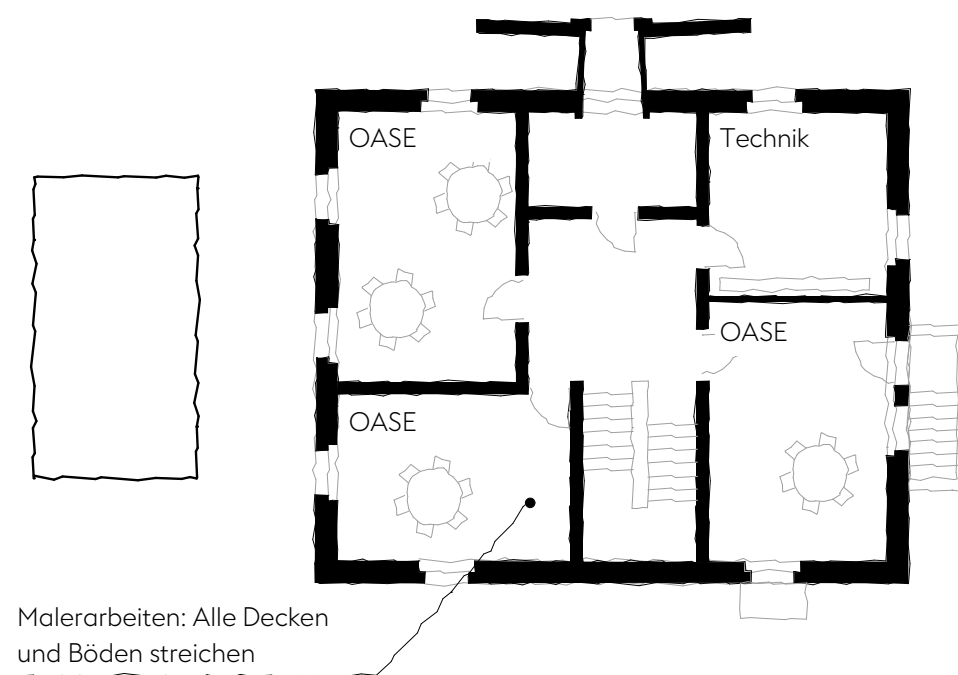 OASE
Technik
OASE
OASE
Malerarbeiten: Alle Decken
und Böden streichen